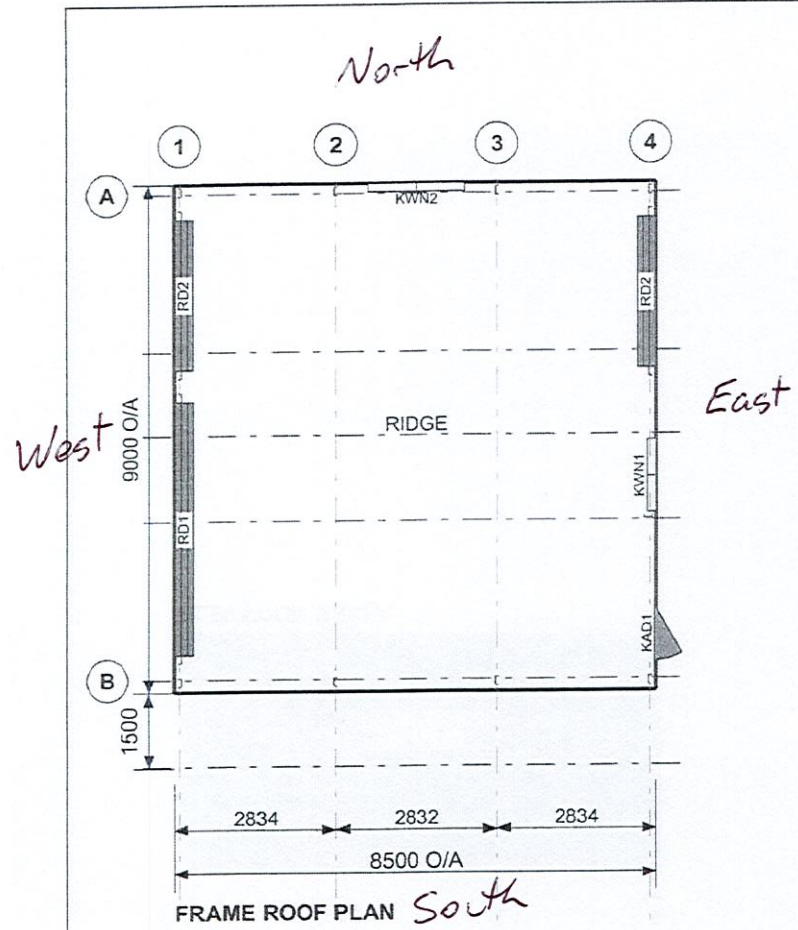 North
1 2 3 4
A
KWN2
RD2
RD2
West
9000 O/A
RIDGE
East
KWN1
RD1
KAD1
B
1500
2834 2832 2834
8500 O/A
FRAME ROOF PLAN South